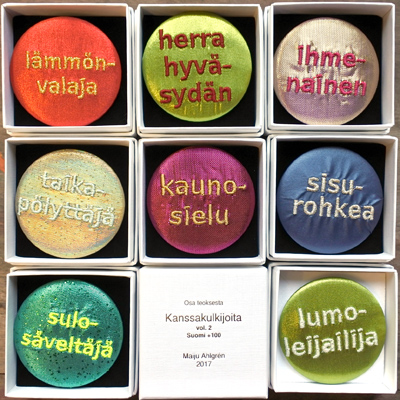 lämmön-
valaja
herra
hyvä-
sydän
ihme-
nainen
taika-
pölyttäjä
kauno-
sielu
sisu-
rohkea
sulo-
säveltäjä
Osa teoksesta
Kanssakulkijoita
vol. 2
Suomi +100
Maiju Ahlgrén
2017
lumo-
leijailija